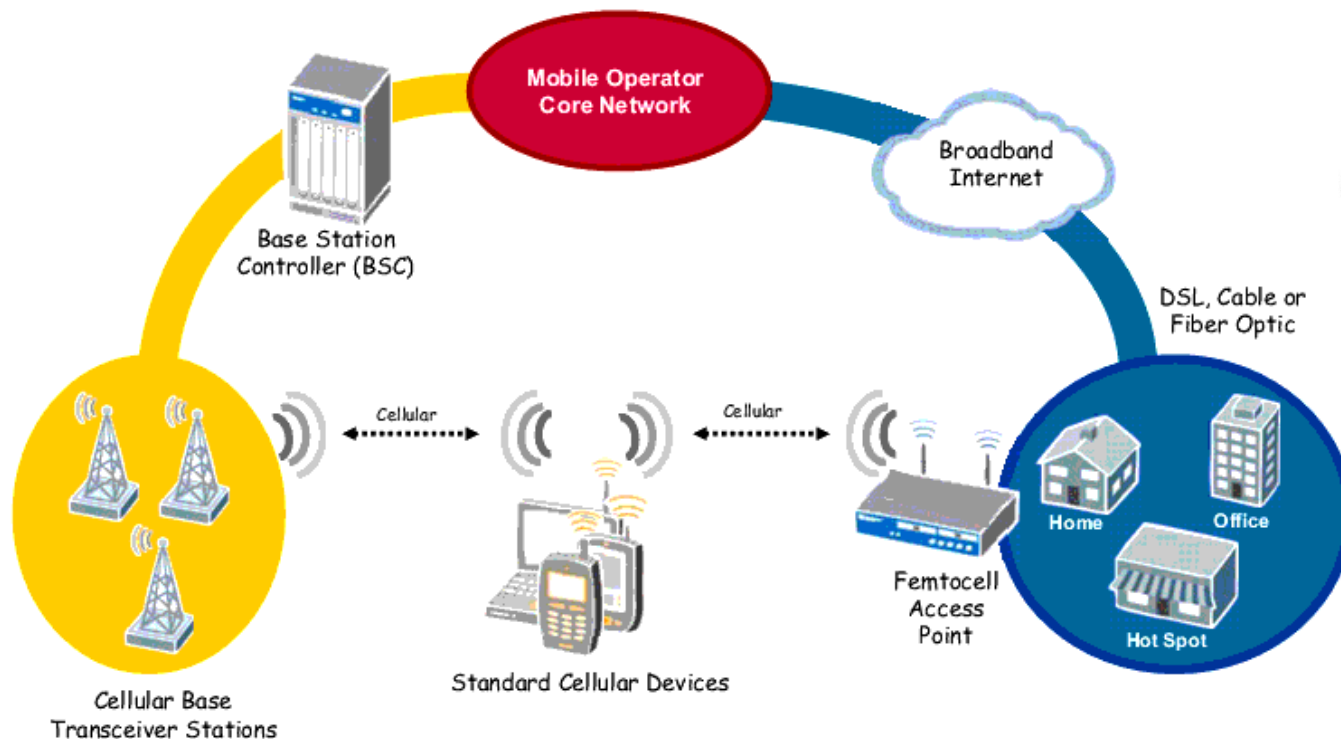 Mobile Operator
Core Network
Broadband
Internet
Base Station
Controller (BSC)
DSL, Cable or
Fiber Optic
Cellular
Cellular
Home
Office
Hot Spot
Femtocell
Access
Point
Standard Cellular Devices
Cellular Base
Transceiver Stations